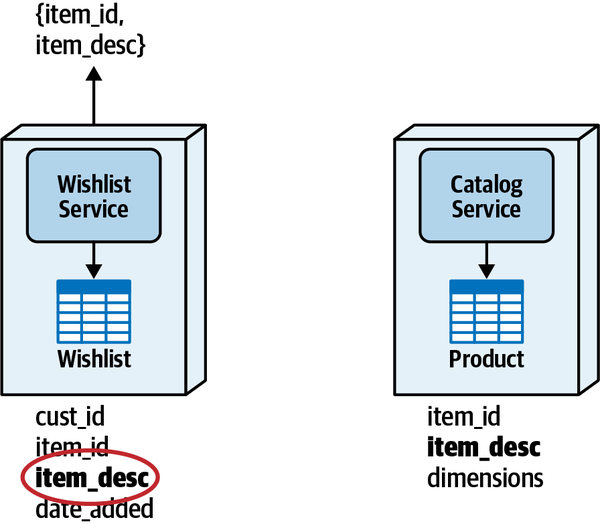 {item_id,
item_desc}
Wishlist
Service
Wishlist
cust_id
item_id
item_desc
date_added
Catalog
Service
Product
item_id
item_desc
dimensions